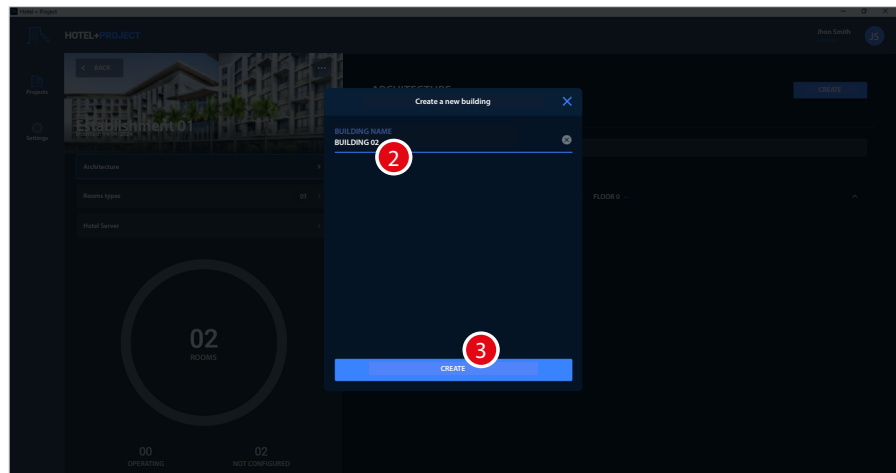 Hotel + Project
HOTEL+PROJECT
Jhon Smith
JS
Projects
Settings
BACK
Establishment 01
Architecture
Rooms types
01
Hotel Server
02
ROOMS
00
OPERATING
02
NOT CONFIGURED
ARCHITECTURE
CREATE
FLOOR 0
Create a new building
BUILDING NAME
BUILDING 02
2
3
CREATE